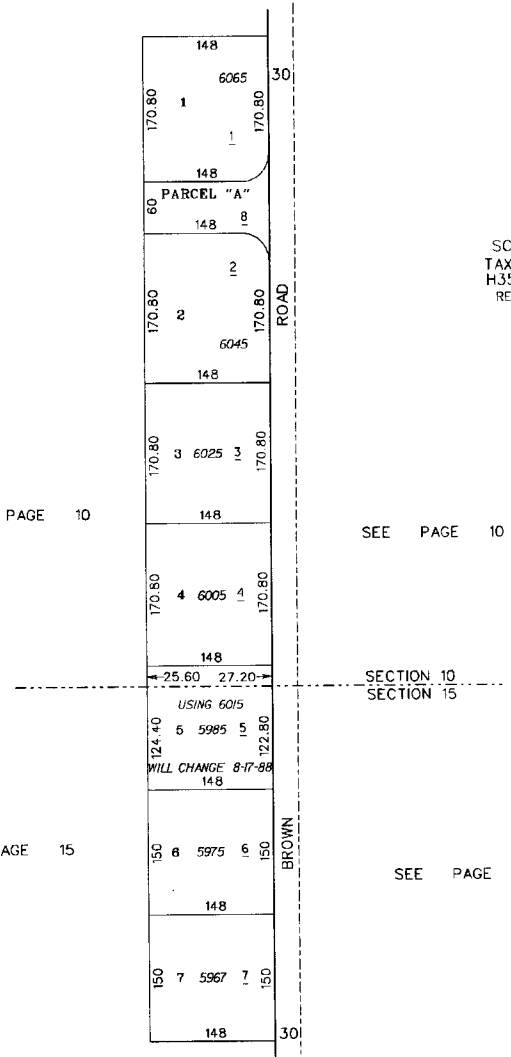 148
6065
30
170.80
1
170.80
1
148
PARCEL "A"
60
148 8
2
170.80
2
170.80
ROAD
6045
148
SC
TAX
H35
RE
170.80
3 6025 3
170.80
148
PAGE 10
SEE PAGE 10
170.80
4 6005 4
170.80
148
25.60 27.20
SECTION 10
SECTION 15
USING 6015
124.40
5 5985 5
122.80
WILL CHANGE 8-17-88
148
BROWN
AGE 15
150 6 5975 6 150
SEE PAGE
148
150 7 5967 7 150
148
30